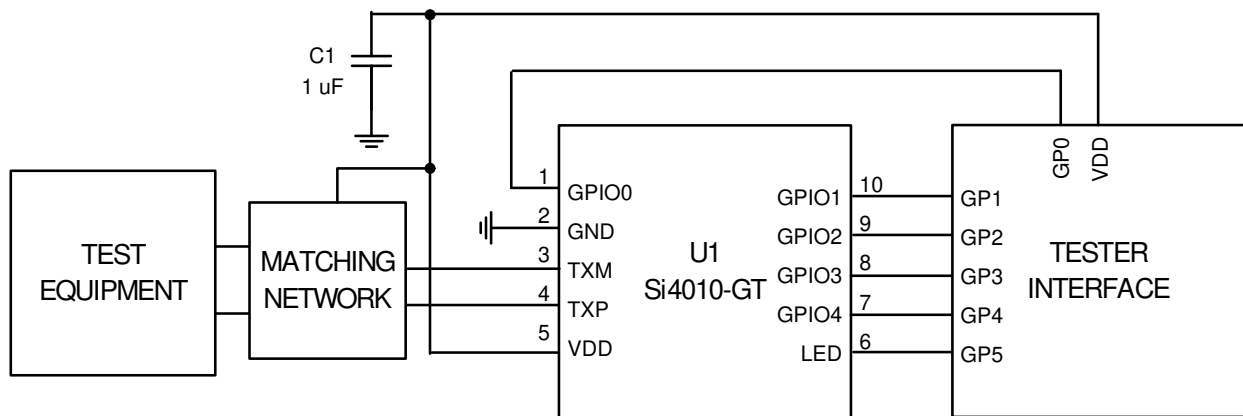 C1
1 uF
TEST
EQUIPMENT
MATCHING
NETWORK
1
2
3
4
5
GPIO0
GND
TXM
TXP
VDD
U1
Si4010-GT
GPIO1
GPIO2
GPIO3
GPIO4
LED
10
9
8
7
6
GP0
VDD
GP1
GP2
GP3
GP4
GP5
TESTER
INTERFACE